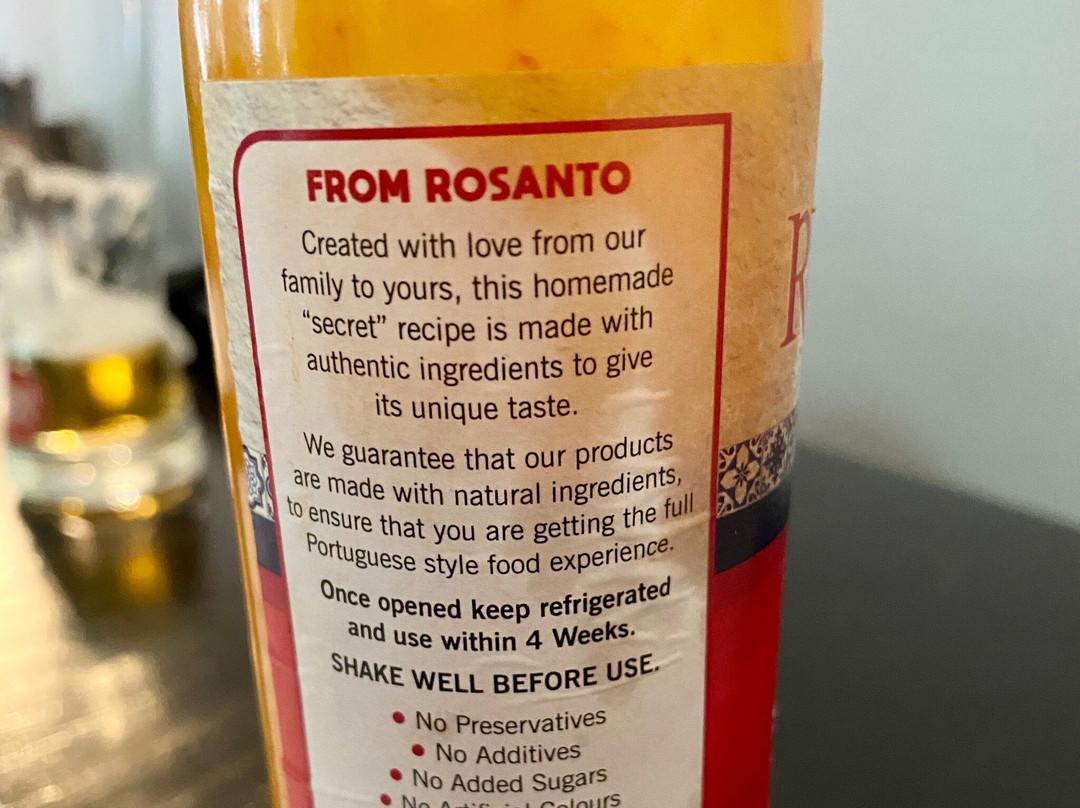 FROM ROSANTO
Created with love from our
family to yours, this homemade
“secret” recipe is made with
authentic ingredients to give
its unique taste.
We guarantee that our products
are made with natural ingredients,
to ensure that you are getting the full
Portuguese style food experience.
Once opened keep refrigerated
and use within 4 Weeks.
SHAKE WELL BEFORE USE.
• No Preservatives
• No Additives
• No Added Sugars
• No Artificial Colours
R